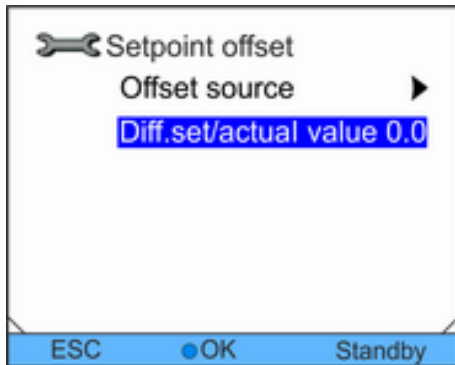 Setpoint offset
Offset source
Diff.set/actual value 0.0
ESC OK Standby